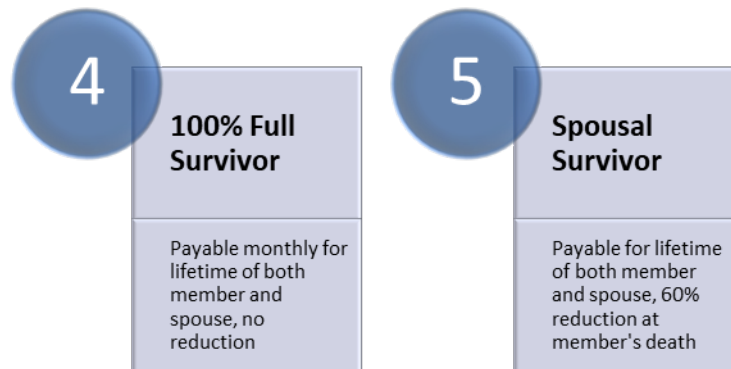 4
100% Full
Survivor
Payable monthly for
lifetime of both
member and
spouse, no
reduction
5
Spousal
Survivor
Payable for lifetime
of both member
and spouse, 60%
reduction at
member's death